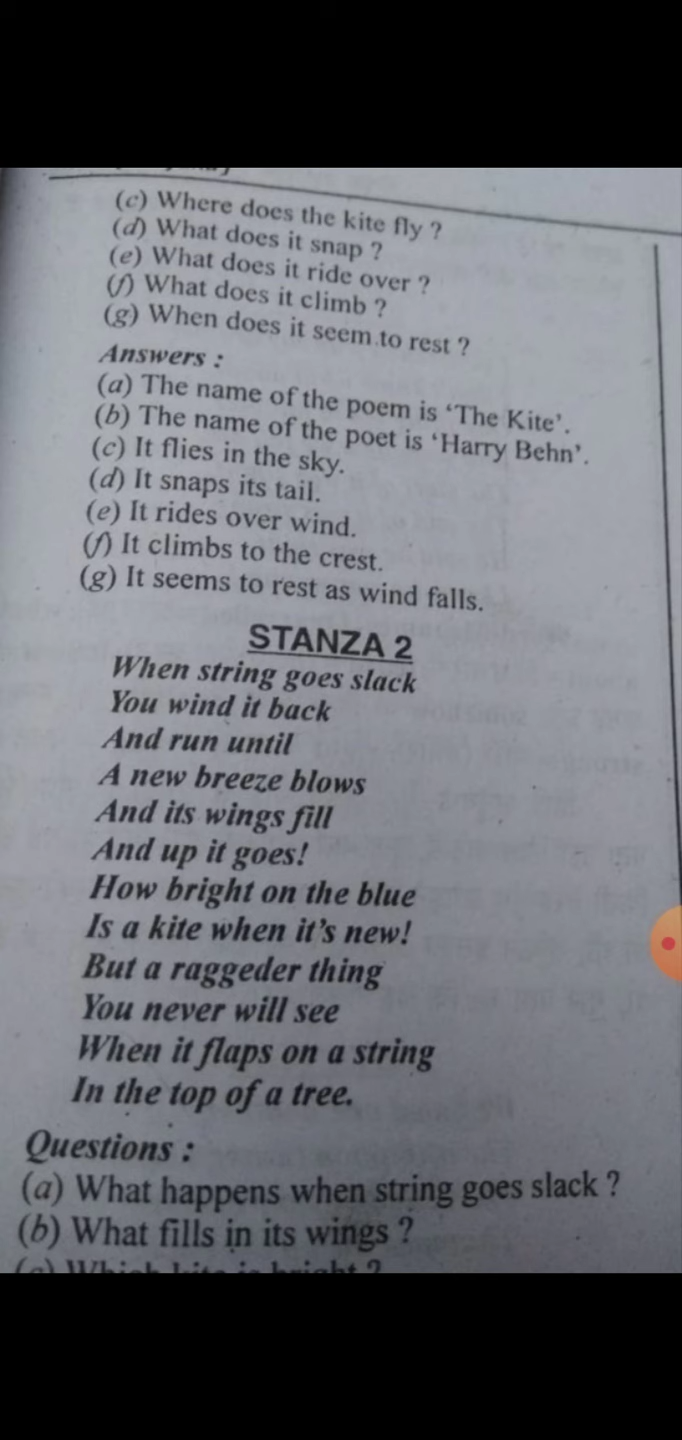 (c) Where does the kite fly ?
(d) What does it snap ?
(e) What does it ride over ?
(f) What does it climb ?
(g) When does it seem to rest ?
Answers :
(a) The name of the poem is ‘The Kite’.
(b) The name of the poet is ‘Harry Behn’.
(c) It flies in the sky.
(d) It snaps its tail.
(e) It rides over wind.
(f) It climbs to the crest.
(g) It seems to rest as wind falls.
STANZA 2
When string goes slack
You wind it back
And run until
A new breeze blows
And its wings fill
And up it goes!
How bright on the blue
Is a kite when it’s new!
But a raggeder thing
You never will see
When it flaps on a string
In the top of a tree.
Questions :
(a) What happens when string goes slack ?
(b) What fills in its wings ?
(c) Which kite is bright ?